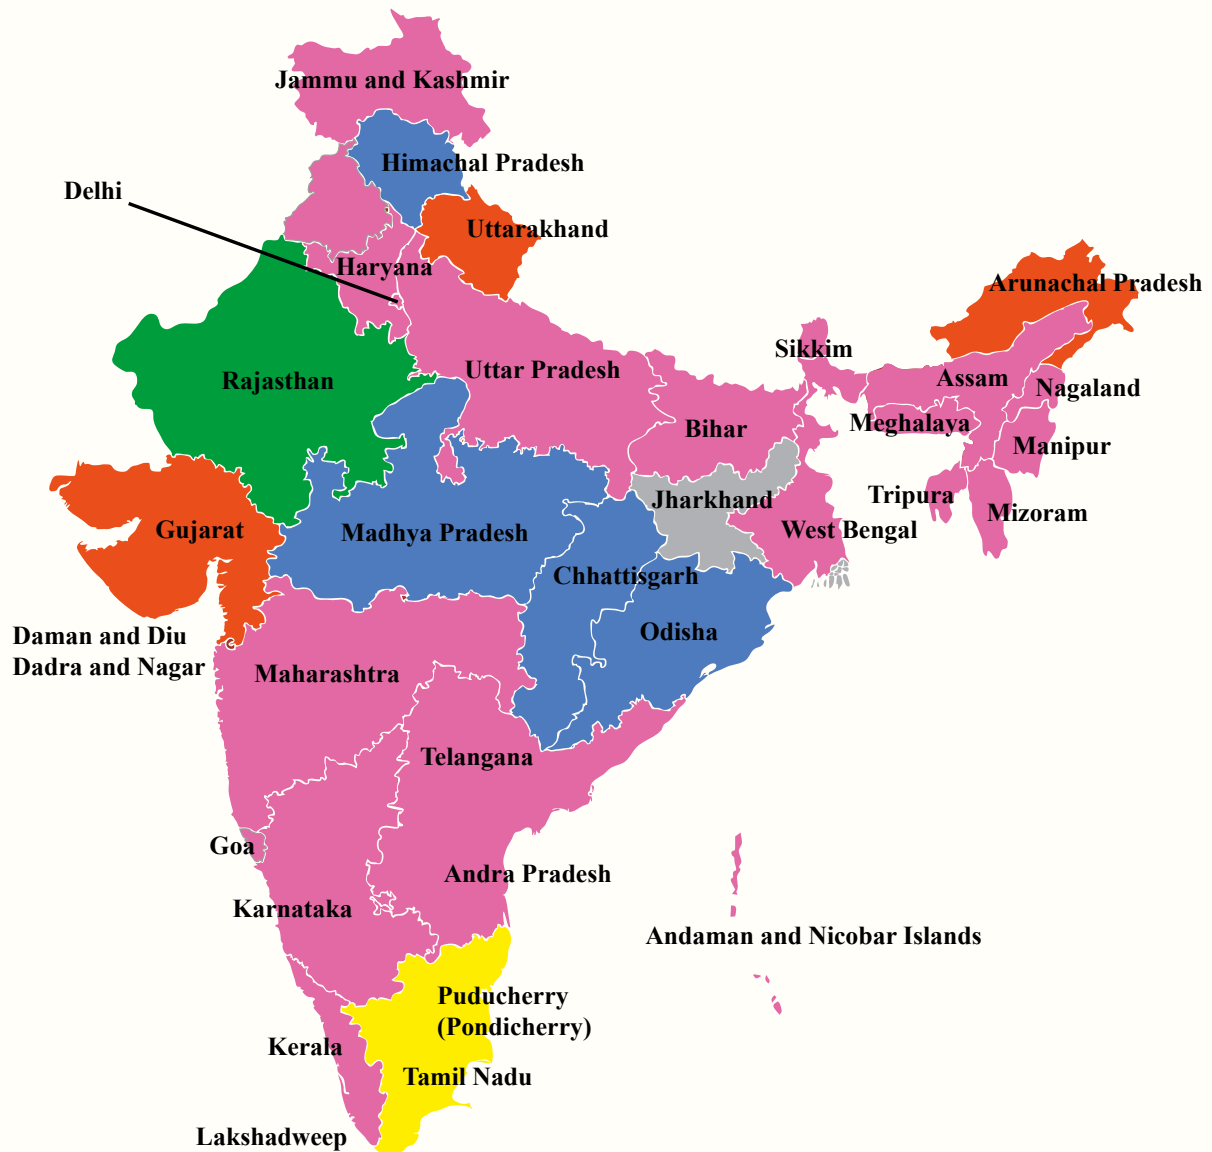 Jammu and Kashmir
Himachal Pradesh
Delhi
Uttarakhand
Haryana
Arunachal Pradesh
Sikkim
Uttar Pradesh
Rajasthan
Assam
Nagaland
Meghalaya
Bihar
Manipur
Jharkhand
Tripura
Mizoram
Gujarat
Madhya Pradesh
West Bengal
Chhattisgarh
Odisha
Daman and Diu
Dadra and Nagar
Maharashtra
Telangana
Goa
Andra Pradesh
Karnataka
Andaman and Nicobar Islands
Puducherry
(Pondicherry)
Kerala
Tamil Nadu
Lakshadweep